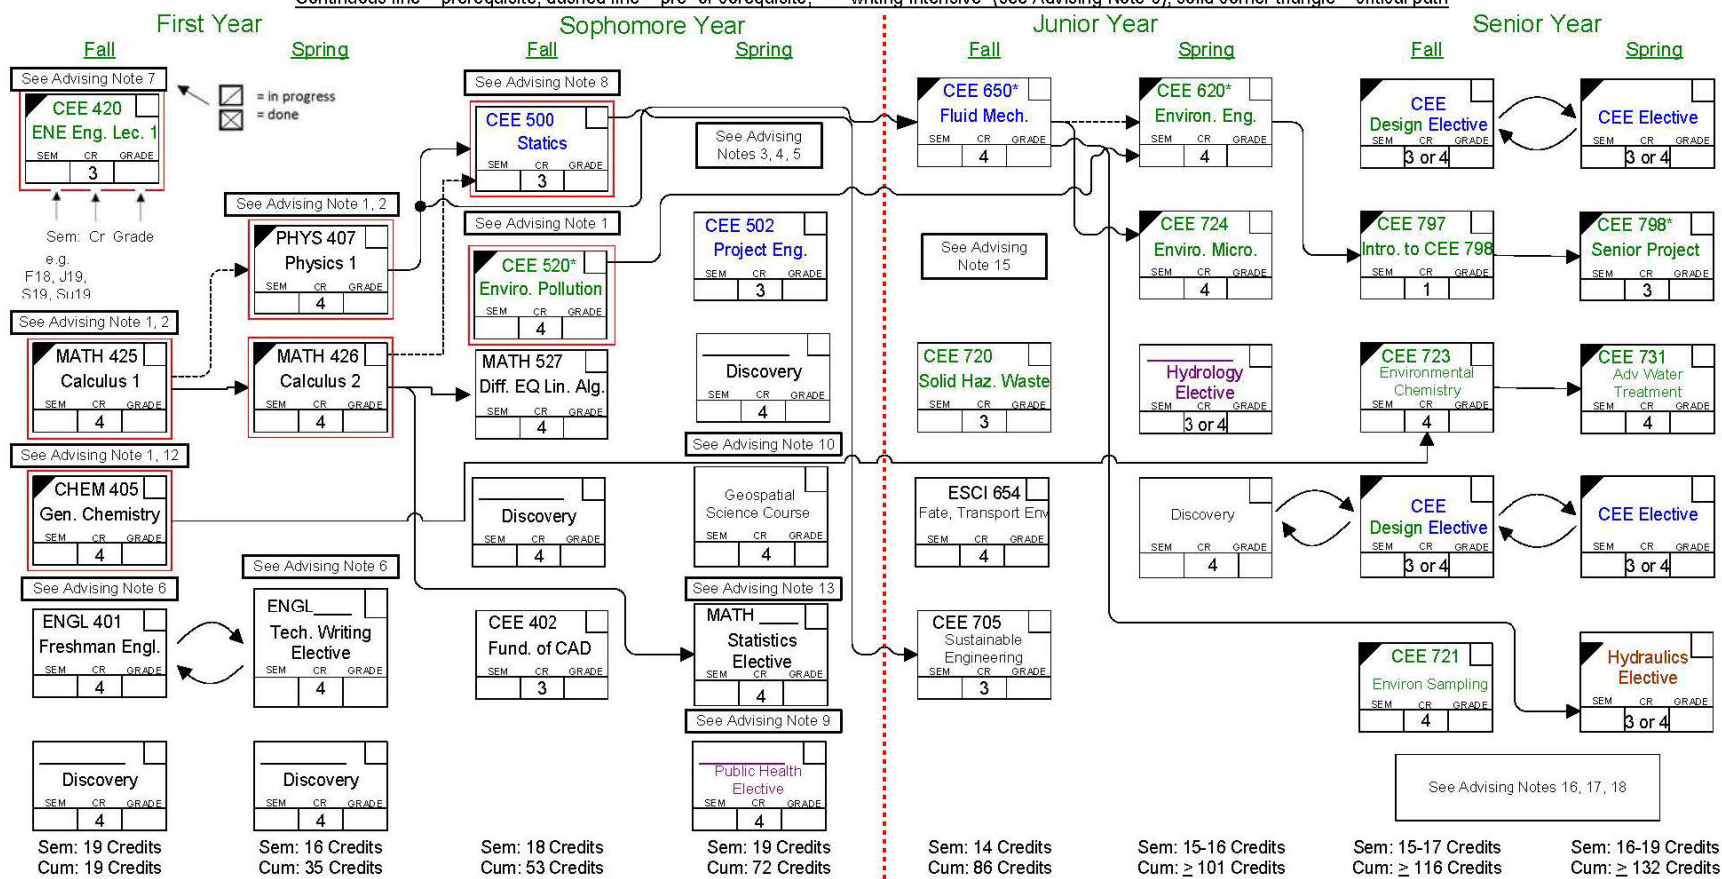 Continuous line = prerequisite; dashed line = pre- or corequisite; * = writing intensive (see Advising Note 6); solid corner triangle = critical path
First Year
Sophomore Year
Junior Year
Senior Year
Fall
Spring
Fall
Spring
Fall
Spring
Fall
Spring
See Advising Note 7
CEE 420
ENE Eng. Lec. 1
SEM CR GRADE
3
= in progress
= done
Sem: Cr Grade
e.g.
F18, J19,
S19, Su19
See Advising Note 1, 2
MATH 425
Calculus 1
SEM CR GRADE
4
See Advising Note 1, 12
CHEM 405
Gen. Chemistry
SEM CR GRADE
4
See Advising Note 6
ENGL 401
Freshman Engl.
SEM CR GRADE
4
Discovery
SEM CR GRADE
4
Sem: 19 Credits
Cum: 19 Credits
See Advising Note 1, 2
PHYS 407
Physics 1
SEM CR GRADE
4
MATH 426
Calculus 2
SEM CR GRADE
4
See Advising Note 6
ENGL____
Tech. Writing
Elective
SEM CR GRADE
4
Discovery
SEM CR GRADE
4
Sem: 16 Credits
Cum: 35 Credits
See Advising Note 8
CEE 500
Statics
SEM CR GRADE
3
See Advising Note 1
CEE 520*
Enviro. Pollution
SEM CR GRADE
4
MATH 527
Diff. EQ Lin. Alg.
SEM CR GRADE
4
Discovery
SEM CR GRADE
4
CEE 402
Fund. of CAD
SEM CR GRADE
3
Sem: 18 Credits
Cum: 53 Credits
See Advising
Notes 3, 4, 5
CEE 502
Project Eng.
SEM CR GRADE
3
Discovery
SEM CR GRADE
4
See Advising Note 10
Geospatial
Science Course
SEM CR GRADE
4
See Advising Note 13
MATH ____
Statistics
Elective
SEM CR GRADE
4
See Advising Note 9
Public Health
Elective
SEM CR GRADE
4
Sem: 19 Credits
Cum: 72 Credits
CEE 650*
Fluid Mech.
SEM CR GRADE
4
See Advising
Note 15
CEE 720
Solid Haz. Waste
SEM CR GRADE
3
ESCI 654
Fate, Transport Env
SEM CR GRADE
4
CEE 705
Sustainable
Engineering
SEM CR GRADE
3
Sem: 14 Credits
Cum: 86 Credits
CEE 620*
Environ. Eng.
SEM CR GRADE
4
CEE 724
Enviro. Micro.
SEM CR GRADE
4
Hydrology
Elective
SEM CR GRADE
3 or 4
Discovery
SEM CR GRADE
4
Sem: 15-16 Credits
Cum: ≥ 101 Credits
CEE
Design Elective
SEM CR GRADE
3 or 4
CEE 797
Intro. to CEE 798
SEM CR GRADE
1
CEE 723
Environmental
Chemistry
SEM CR GRADE
4
CEE
Design Elective
SEM CR GRADE
3 or 4
CEE 721
Environ Sampling
SEM CR GRADE
4
Sem: 15-17 Credits
Cum: ≥ 116 Credits
CEE Elective
SEM CR GRADE
3 or 4
CEE 798*
Senior Project
SEM CR GRADE
3
CEE 731
Adv Water
Treatment
SEM CR GRADE
4
CEE Elective
SEM CR GRADE
3 or 4
Hydraulics
Elective
SEM CR GRADE
3 or 4
See Advising Notes 16, 17, 18
Sem: 16-19 Credits
Cum: ≥ 132 Credits